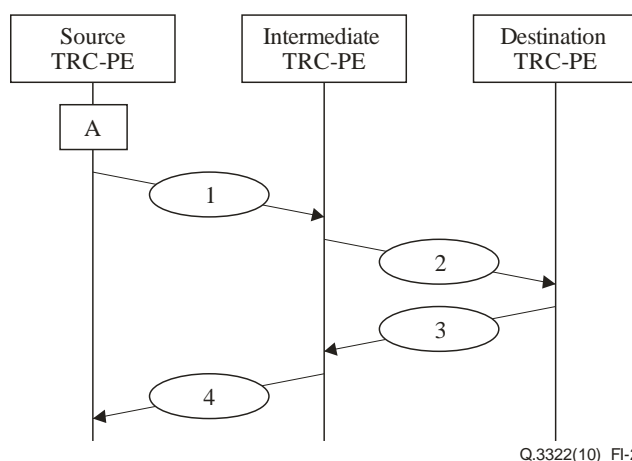 Source
TRC-PE
Intermediate
TRC-PE
Destination
TRC-PE
A
1
2
3
4
Q.3322(10)_FI-2